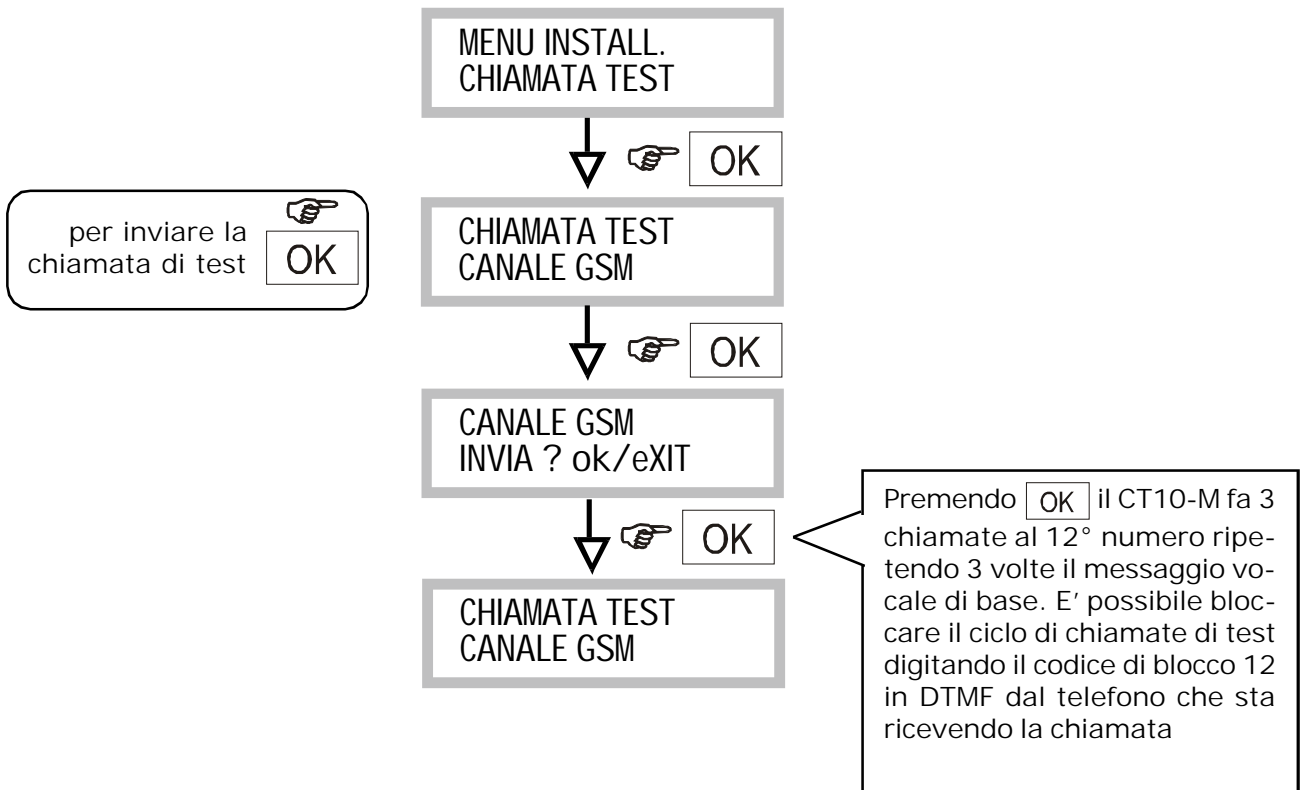 MENU INSTALL.
CHIAMATA TEST
OK
per inviare la
chiamata di test
OK
CHIAMATA TEST
CANALE GSM
OK
CANALE GSM
INVIA ? ok/eXIT
OK
Premendo OK il CT10-M fa 3
chiamate al 12° numero ripe-
tendo 3 volte il messaggio vo-
cale di base. E' possibile bloc-
care il ciclo di chiamate di test
digitando il codice di blocco 12
in DTMF dal telefono che sta
ricevendo la chiamata
CHIAMATA TEST
CANALE GSM